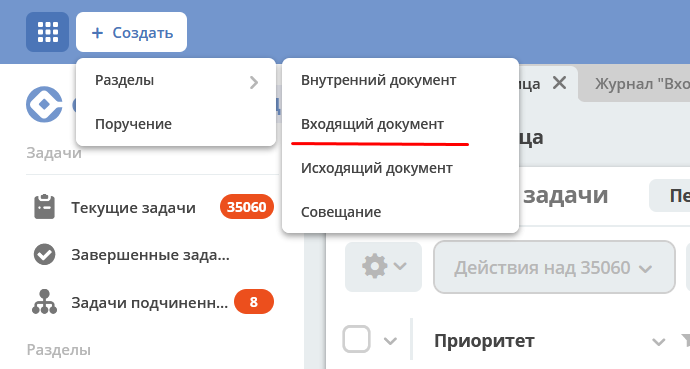 + Создать
Разделы
Поручение
Внутренний документ
Входящий документ
Исходящий документ
Совещание
ца
Журнал "Вхо
ца
Задачи
задачи
Пе
Текущие задачи 35060
Завершенные зада...
Задачи подчиненн... 8
Действия над 35060
Разделы
Приоритет